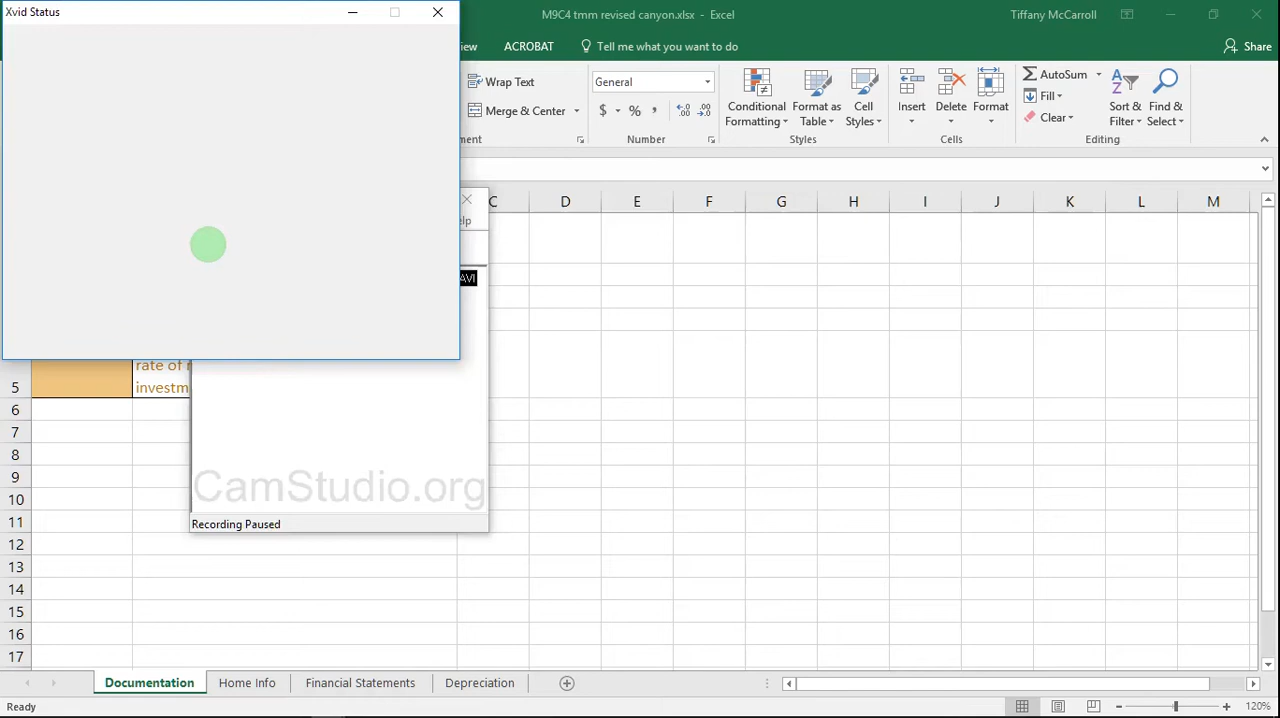 Xvid Status
M9C4 tmm revised canyon.xlsx - Excel
Tiffany McCarroll
ACROBAT
Tell me what you want to do
Share
Wrap Text
General
AutoSum
Merge & Center
$ % ,
Conditional Formatting
Format as Table
Cell Styles
Insert
Delete
Format
Fill
Clear
Sort & Filter
Find & Select
Number
Styles
Cells
Editing
C D E F G H I J K L M
AVI
rate of
5
investm
6
7
8
9
10
CamStudio.org
11
Recording Paused
12
13
14
15
16
17
Documentation
Home Info
Financial Statements
Depreciation
Ready
120%